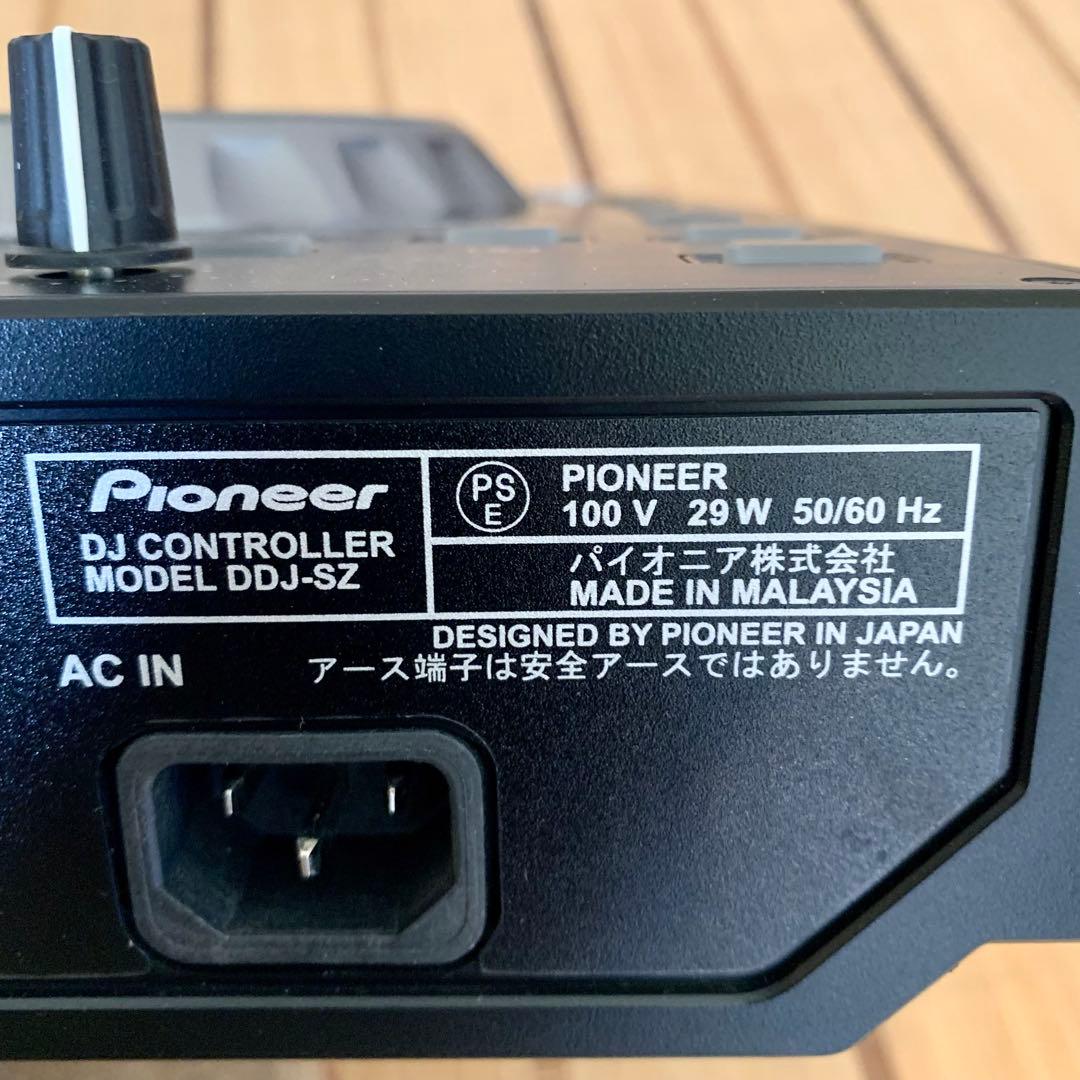 Pioneer
DJ CONTROLLER
MODEL DDJ-SZ
PS
E
PIONEER
100 V 29 W 50/60 Hz
パイオニア株式会社
MADE IN MALAYSIA
DESIGNED BY PIONEER IN JAPAN
AC IN
アース端子は安全アースではありません。